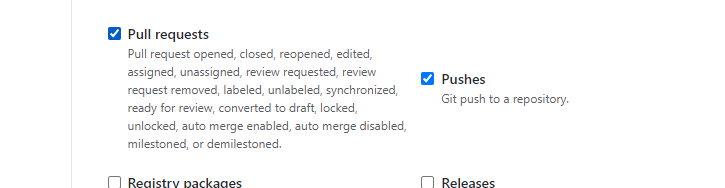 Pull requests
Pull request opened, closed, reopened, edited,
assigned, unassigned, review requested, review
request removed, labeled, unlabeled, synchronized,
ready for review, converted to draft, locked,
unlocked, auto merge enabled, auto merge disabled,
milestoned, or demilestoned.
Pushes
Git push to a repository.
Registry packages
Releases